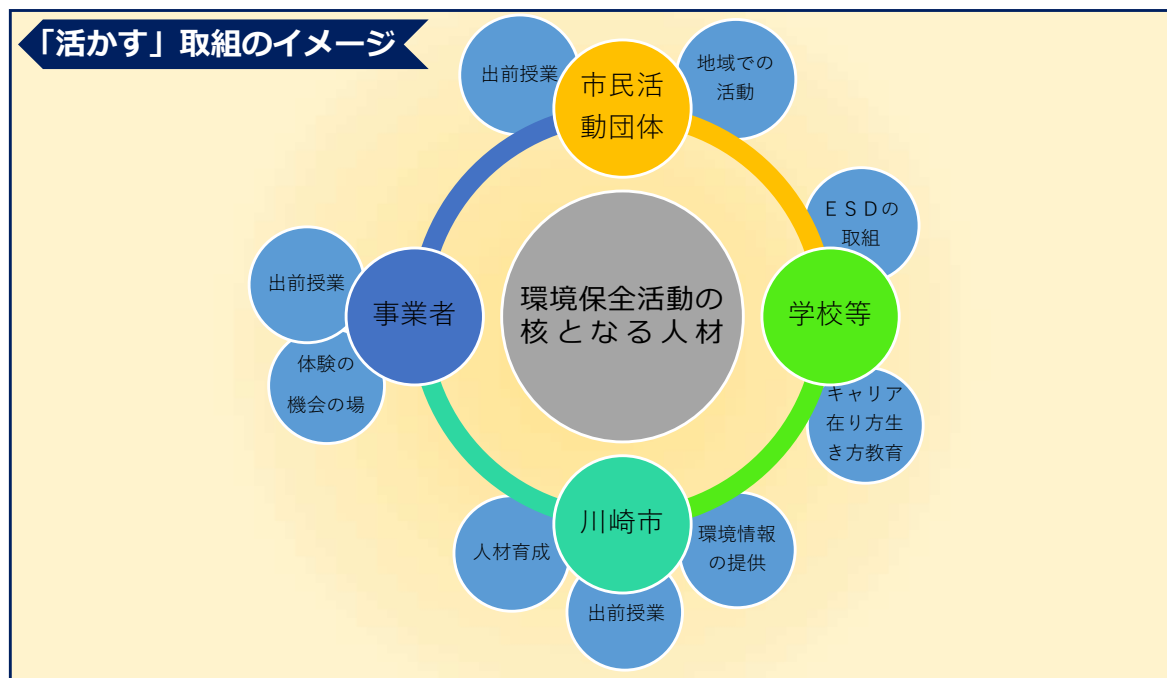 「活かす」取組のイメージ
出前授業
市民活
動団体
地域での
活動
ESDの
取組
学校等
キャリア
在り方生
き方教育
環境情報
の提供
川崎市
出前授業
人材育成
事業者
出前授業
体験の
機会の場
環境保全活動の
核となる人材